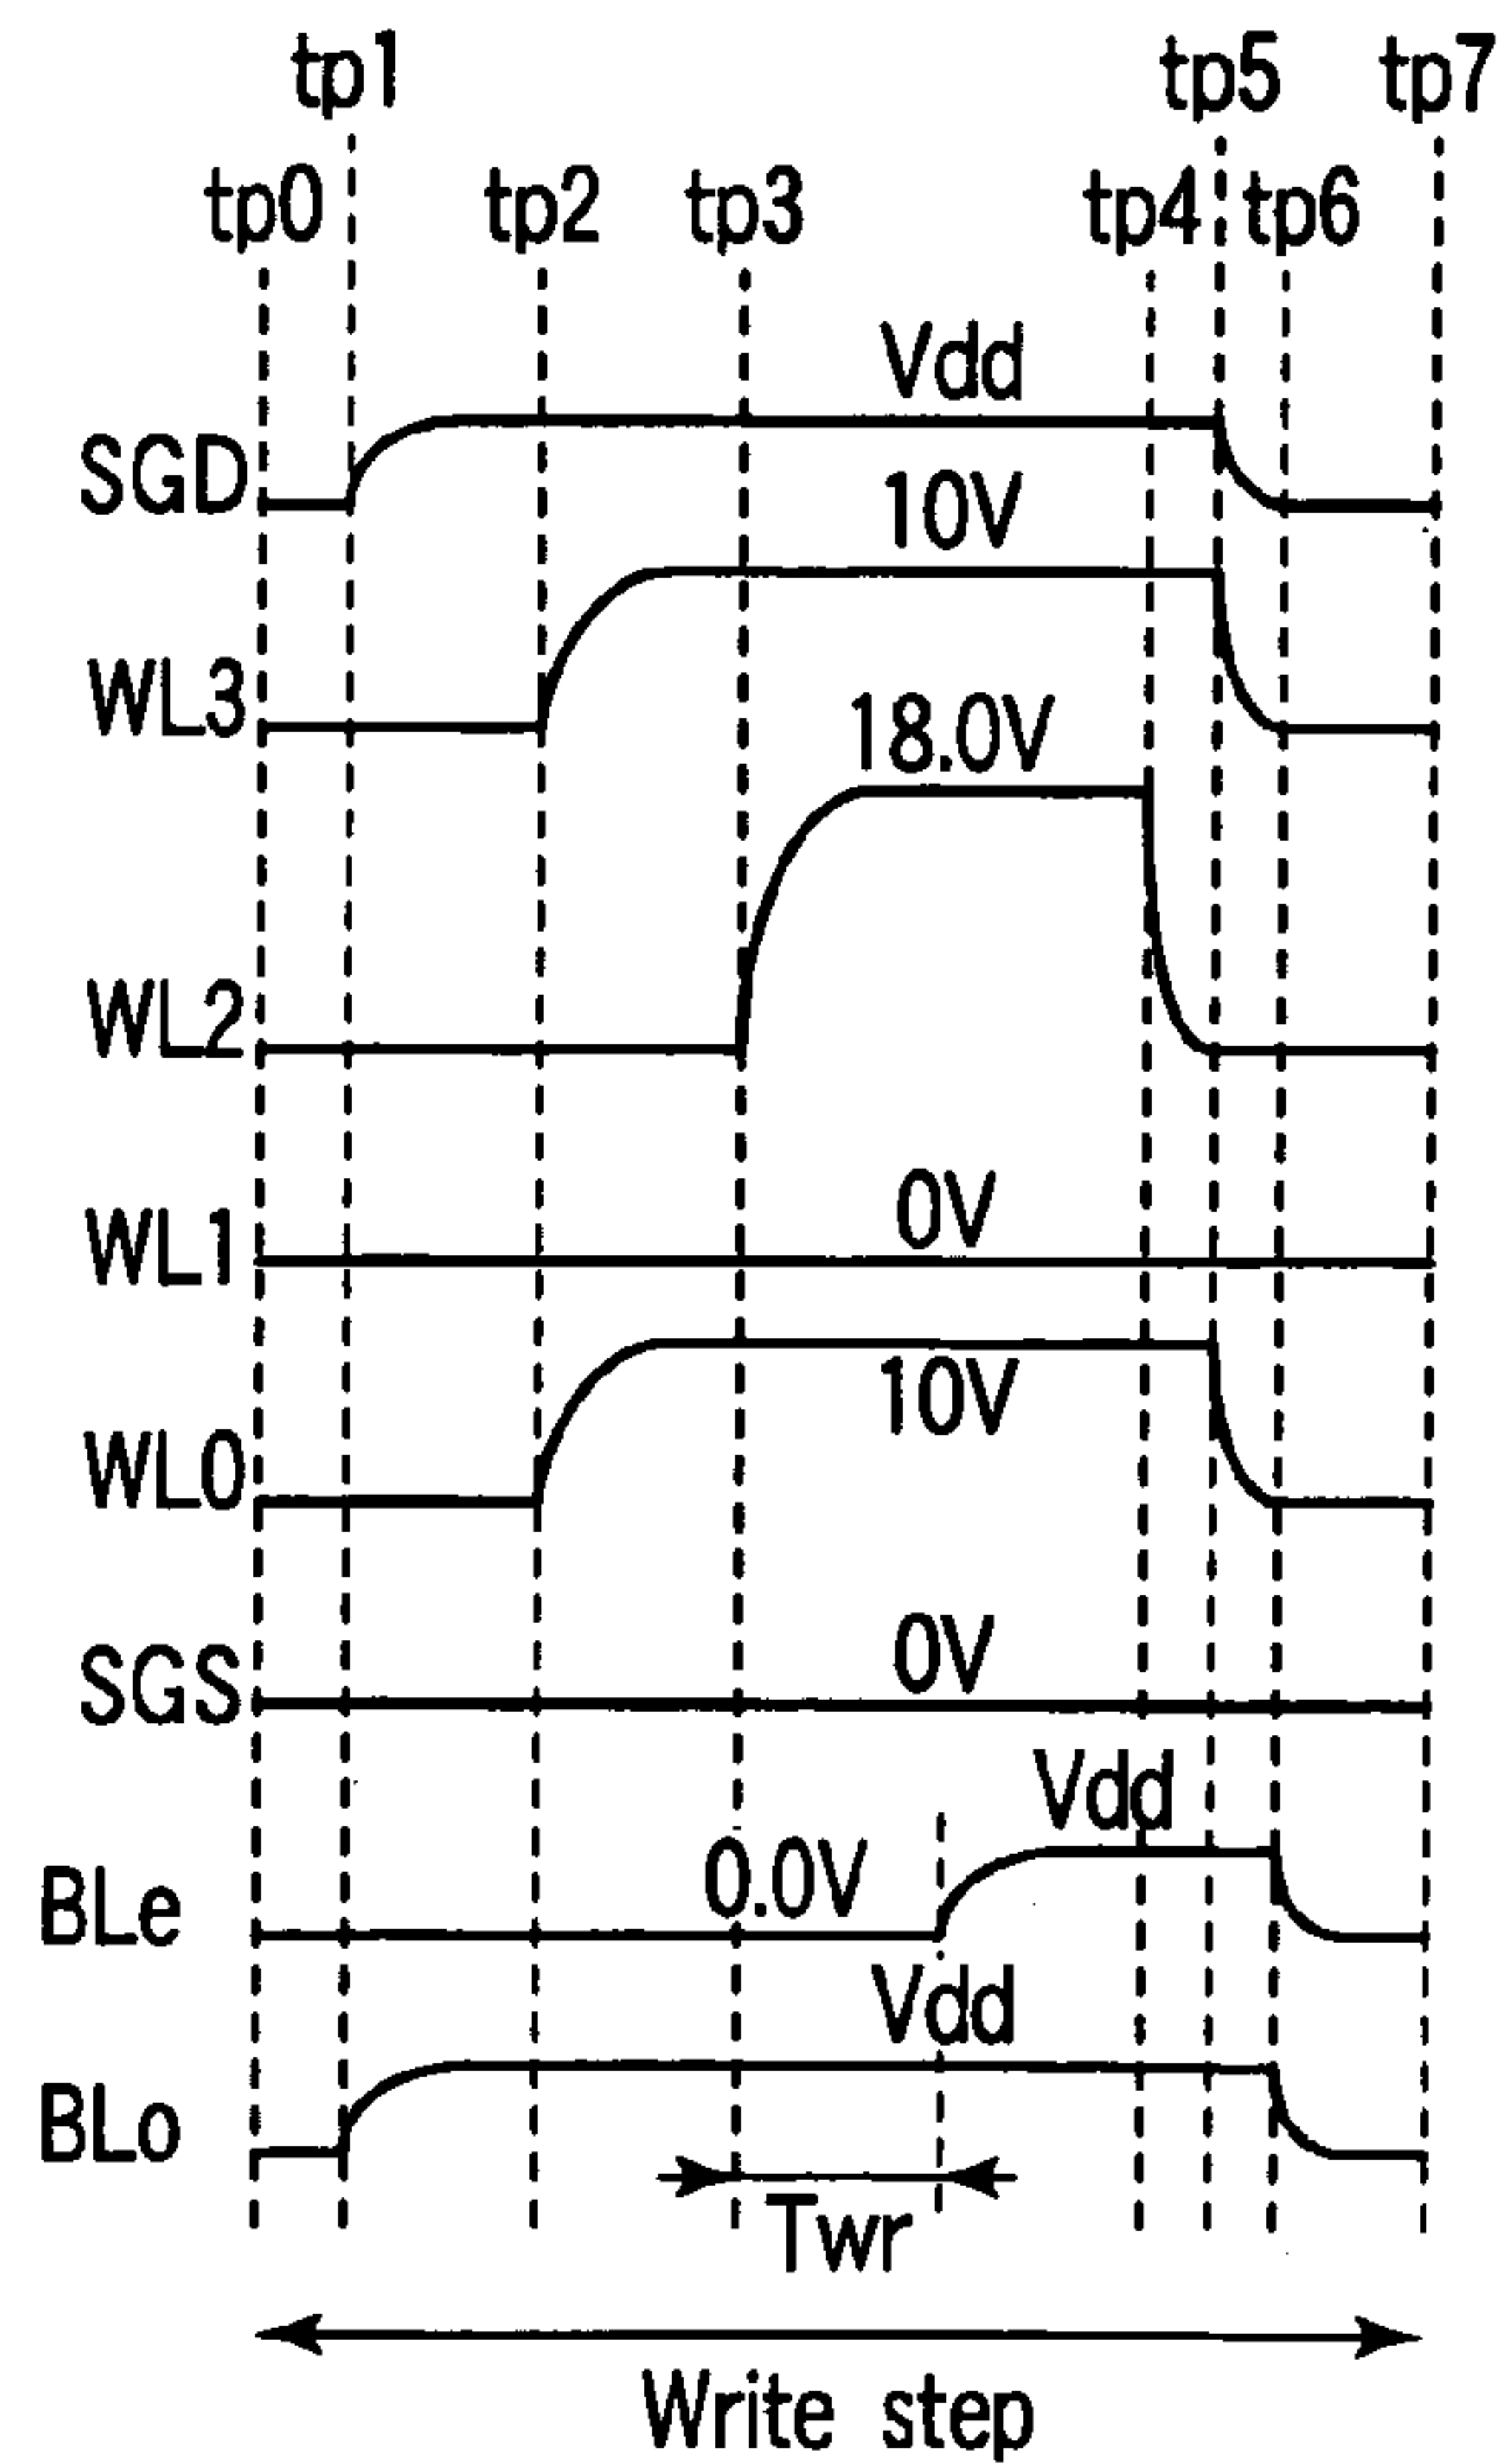 tp1 tp5 tp7
tp0 tp2 tp3 tp4 tp6
Vdd
SGD
10V
WL3
18.0V
WL2
0V
WL1
10V
WL0
0V
SGS
Vdd
0.0V
BLe
Vdd
BLo
Twr
Write step